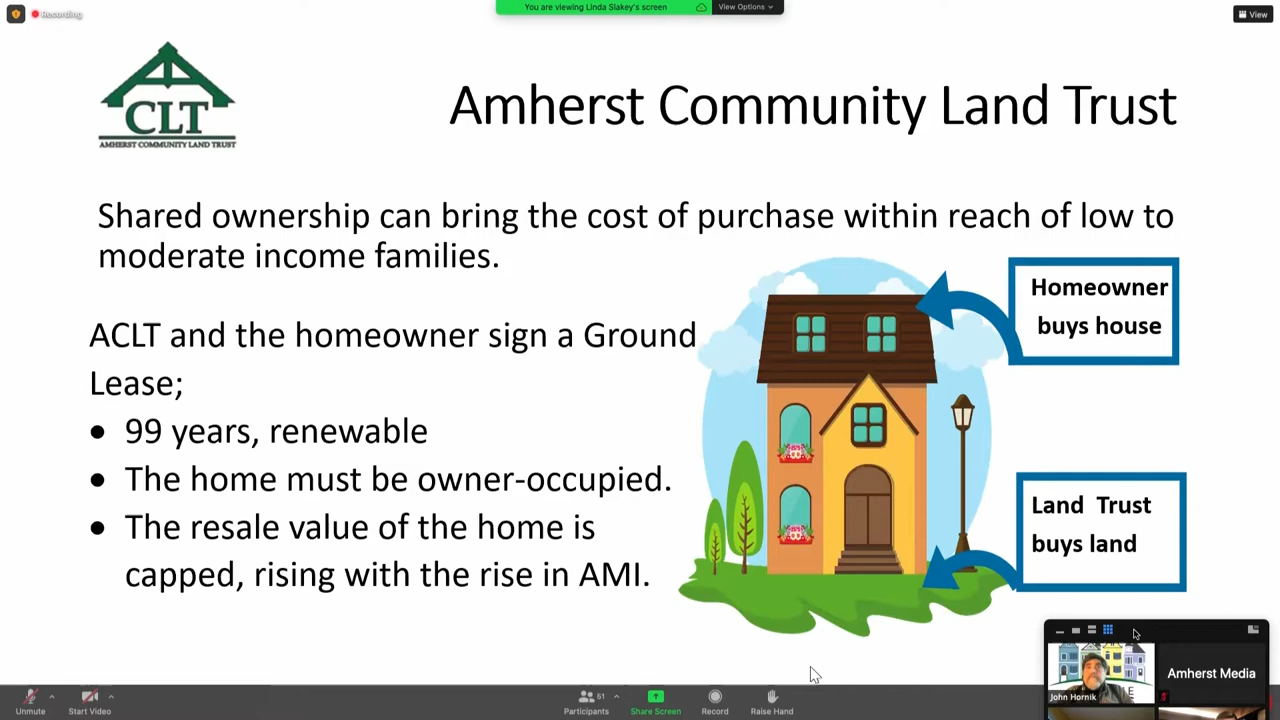 Recording
You are viewing Linda Slakey's screen
View Options
View
CLT
AMHERST COMMUNITY LAND TRUST
Amherst Community Land Trust
Shared ownership can bring the cost of purchase within reach of low to
moderate income families.
Homeowner
buys house
ACLT and the homeowner sign a Ground
Lease;
• 99 years, renewable
• The home must be owner-occupied.
• The resale value of the home is
capped, rising with the rise in AMI.
Land Trust
buys land
John Hornik
Amherst Media
Unmute
Start Video
51
Participants
Share Screen
Record
Raise Hand